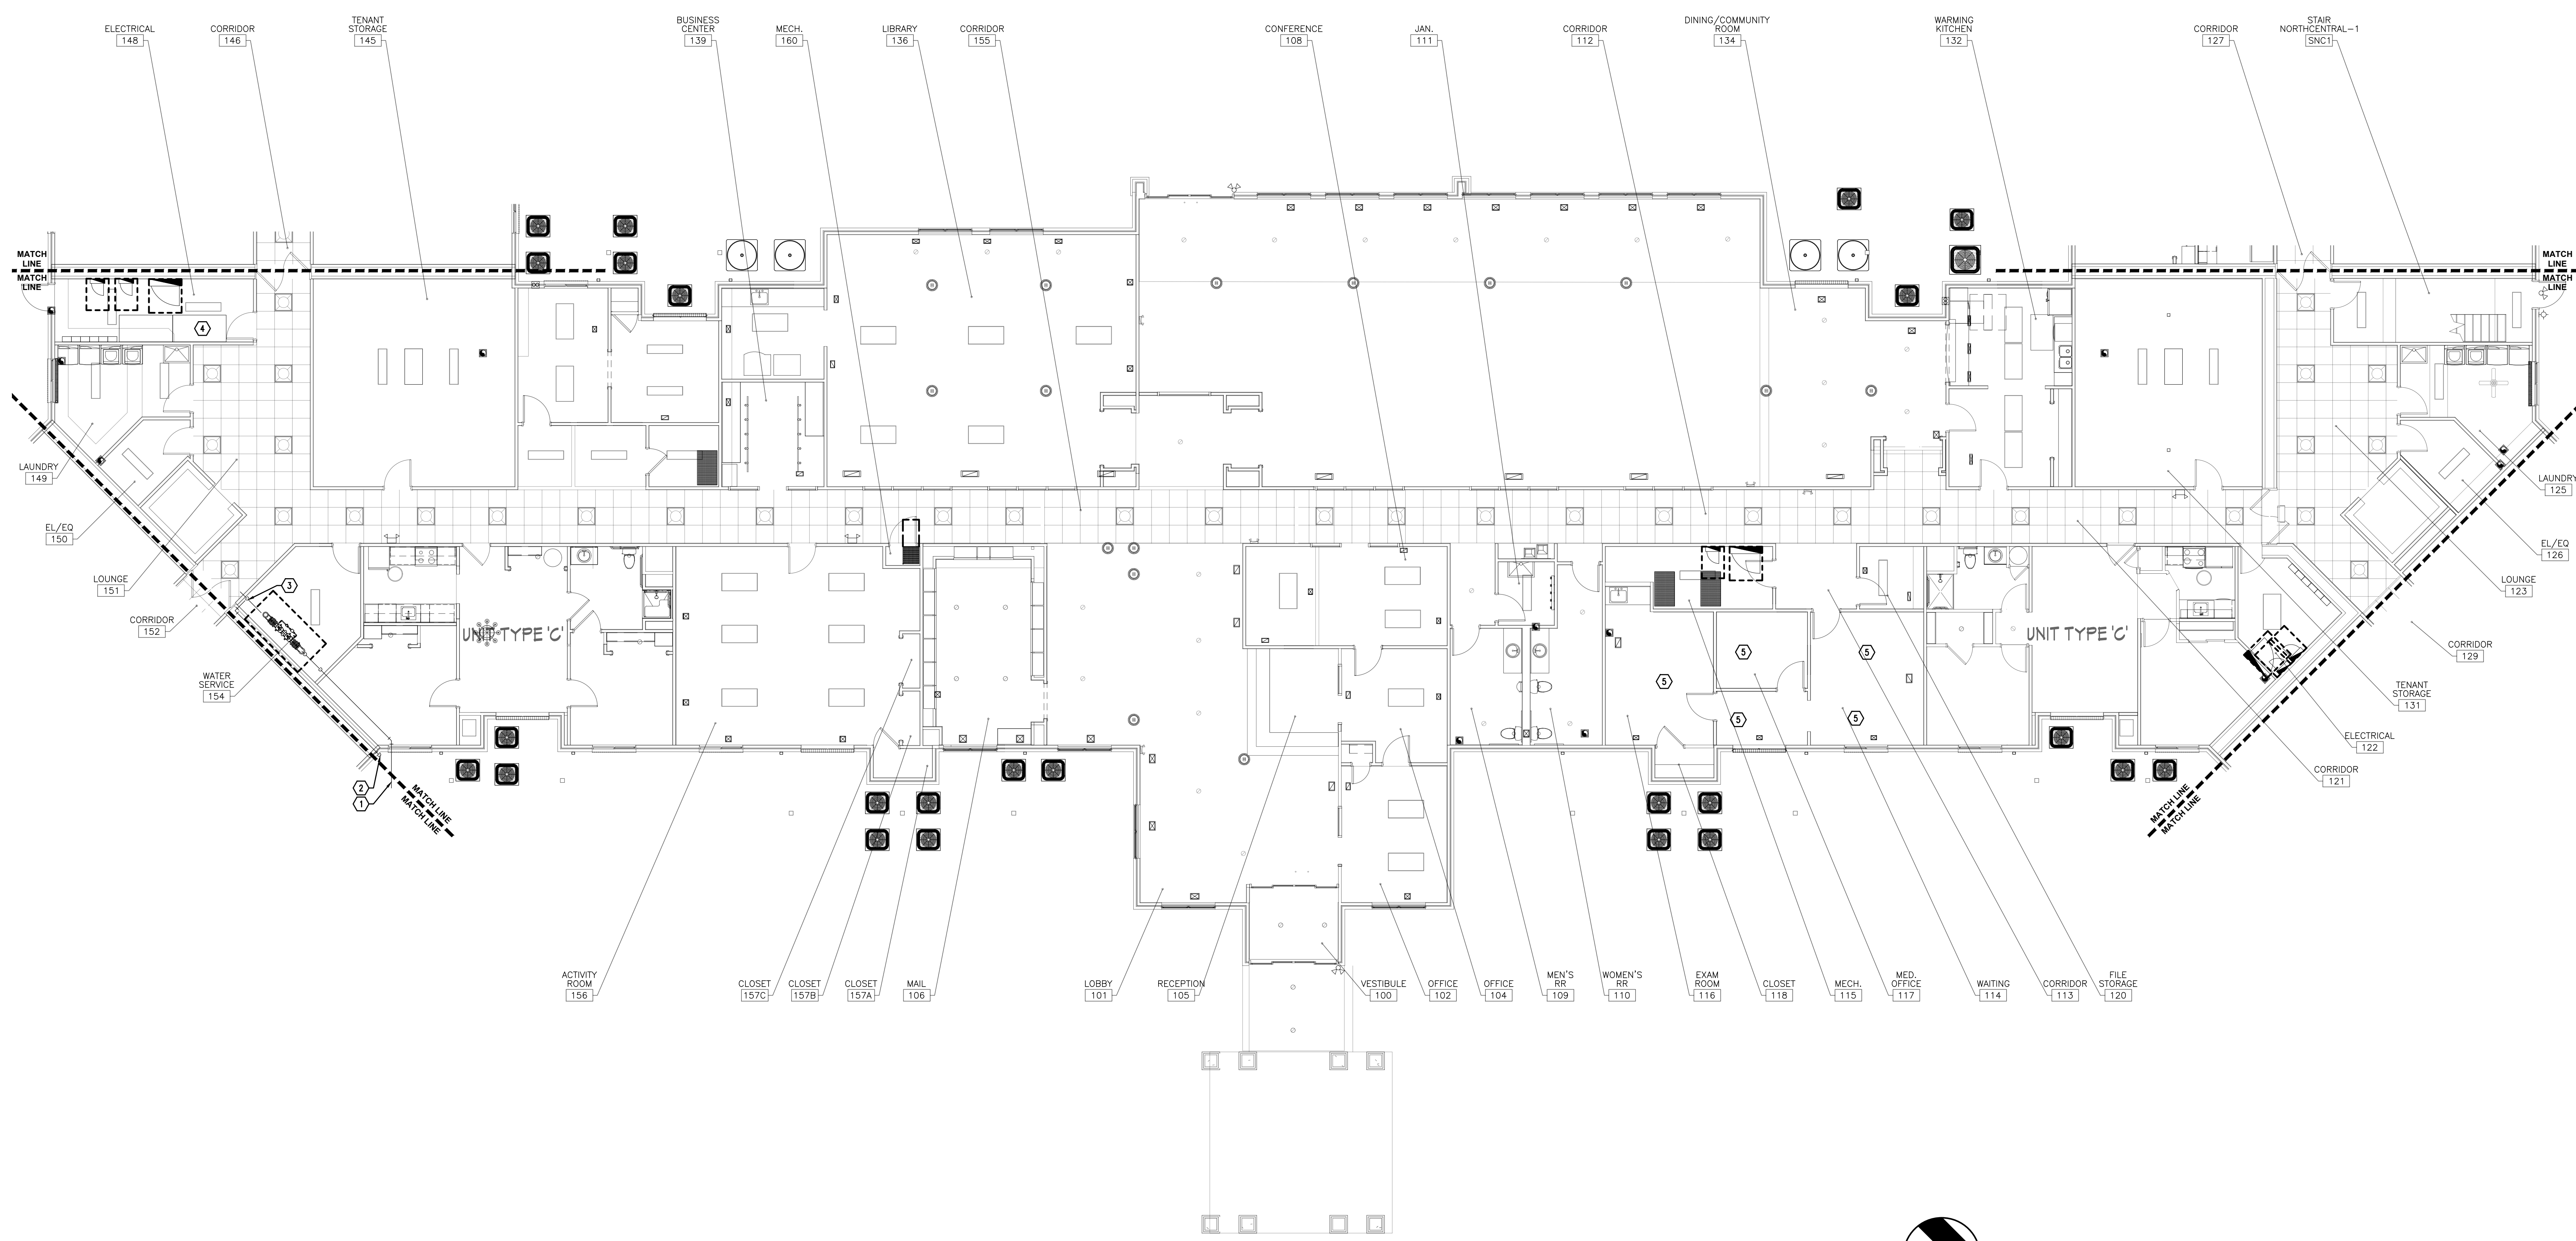 ELECTRICAL
148
CORRIDOR
146
TENANT
STORAGE
145
BUSINESS
CENTER
139
MECH.
160
LIBRARY
136
CORRIDOR
155
CONFERENCE
108
JAN.
111
CORRIDOR
112
DINING/COMMUNITY
ROOM
134
WARMING
KITCHEN
132
CORRIDOR
127
STAIR
NORTHCENTRAL-1
SNC1
MATCH
LINE
MATCH
LINE
MATCH
LINE
MATCH
LINE
4
LAUNDRY
149
EL/EQ
150
LOUNGE
151
CORRIDOR
152
WATER
SERVICE
154
3
2
1
MATCH LINE
MATCH LINE
UNIT TYPE 'C'
5
5
5
5
5
UNIT TYPE 'C'
LAUNDRY
125
EL/EQ
126
LOUNGE
123
CORRIDOR
129
TENANT
STORAGE
131
ELECTRICAL
122
CORRIDOR
121
MATCH LINE
MATCH LINE
ACTIVITY
ROOM
156
CLOSET
157C
CLOSET
157B
CLOSET
157A
MAIL
106
LOBBY
101
RECEPTION
105
VESTIBULE
100
OFFICE
102
OFFICE
104
MEN'S
RR
109
WOMEN'S
RR
110
EXAM
ROOM
116
CLOSET
118
MECH.
115
MED.
OFFICE
117
WAITING
114
CORRIDOR
113
FILE
STORAGE
120